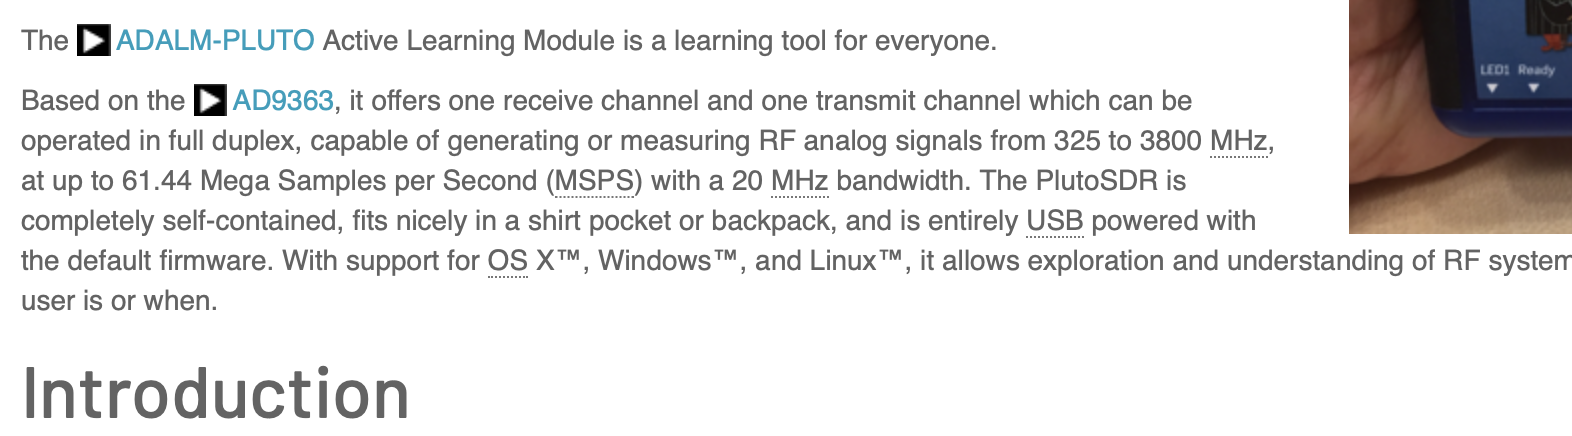 The ADALM-PLUTO Active Learning Module is a learning tool for everyone.
Based on the AD9363, it offers one receive channel and one transmit channel which can be
operated in full duplex, capable of generating or measuring RF analog signals from 325 to 3800 MHz,
at up to 61.44 Mega Samples per Second (MSPS) with a 20 MHz bandwidth. The PlutoSDR is
completely self-contained, fits nicely in a shirt pocket or backpack, and is entirely USB powered with
the default firmware. With support for OS X™, Windows™, and Linux™, it allows exploration and understanding of RF system
user is or when.
Introduction
LED1 Ready